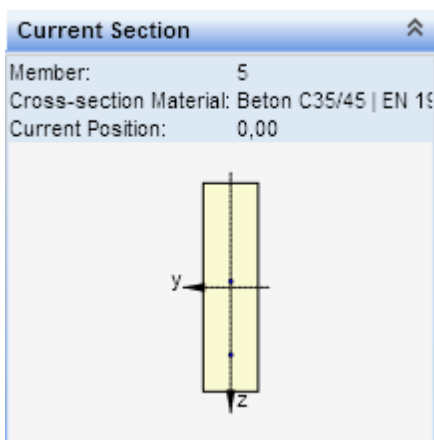 Current Section
Member: 5
Cross-section Material: Beton C35/45 | EN 19
Current Position: 0,00
y
z